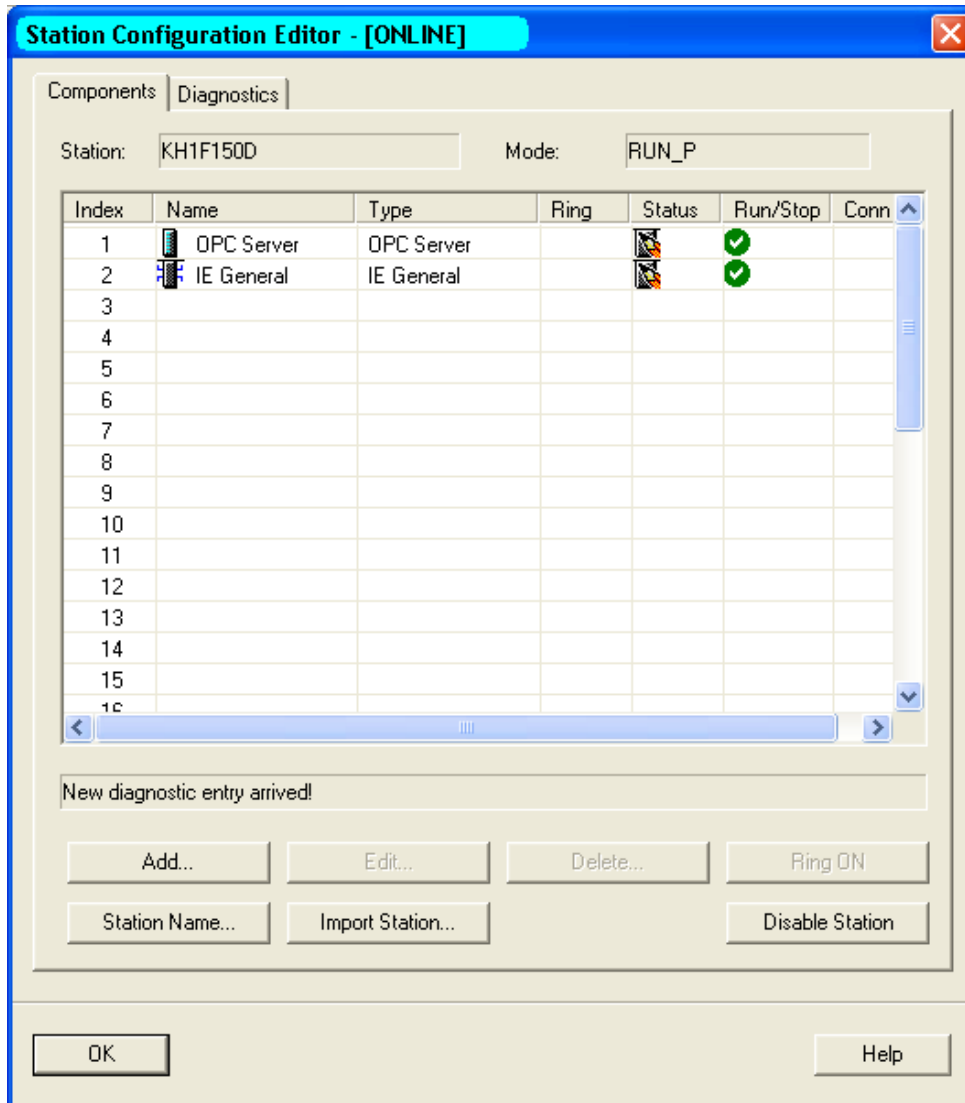 Station Configuration Editor - [ONLINE]
Components Diagnostics
Station: KH1F150D Mode: RUN_P
Index Name Type Ring Status Run/Stop Conn
1 OPC Server OPC Server
2 IE General IE General
3
4
5
6
7
8
9
10
11
12
13
14
15
16
New diagnostic entry arrived!
Add... Edit... Delete... Ring ON
Station Name... Import Station... Disable Station
OK Help